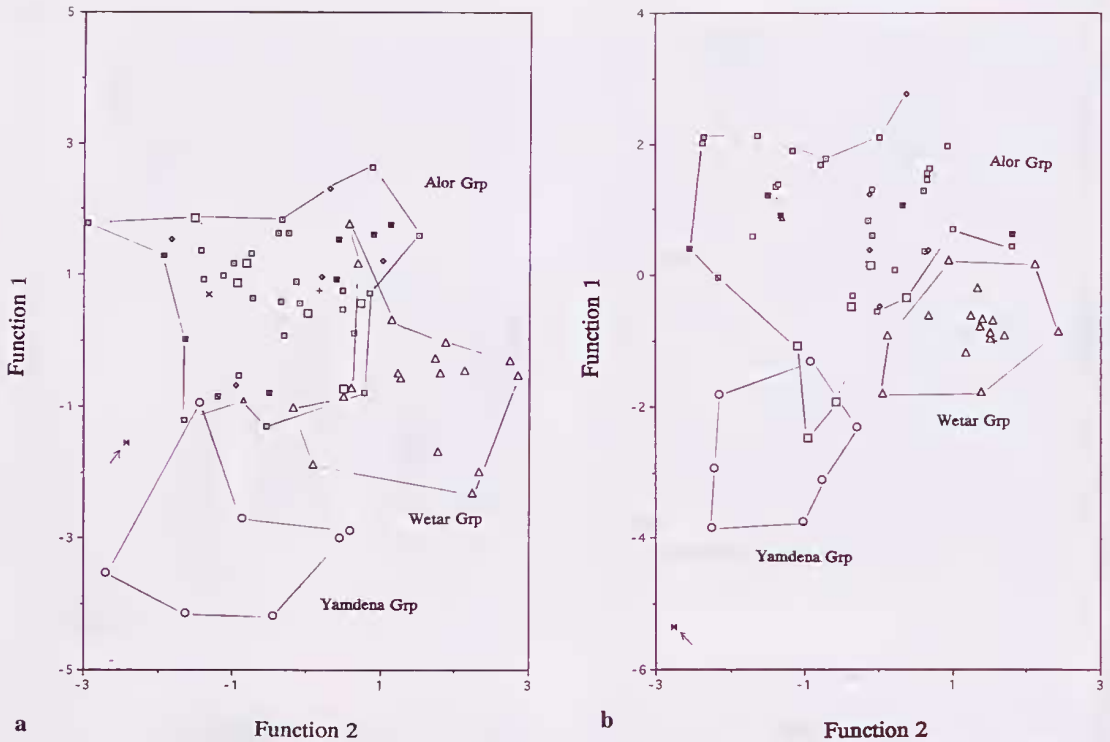 5
3
1
-1
-3
-5
-3
-1
1
3
Function 1
Function 2
Alor Grp
Wetar Grp
Yamdena Grp
a
4
2
0
-2
-4
-6
-3
-1
1
3
Function 1
Function 2
Alor Grp
Wetar Grp
Yamdena Grp
b